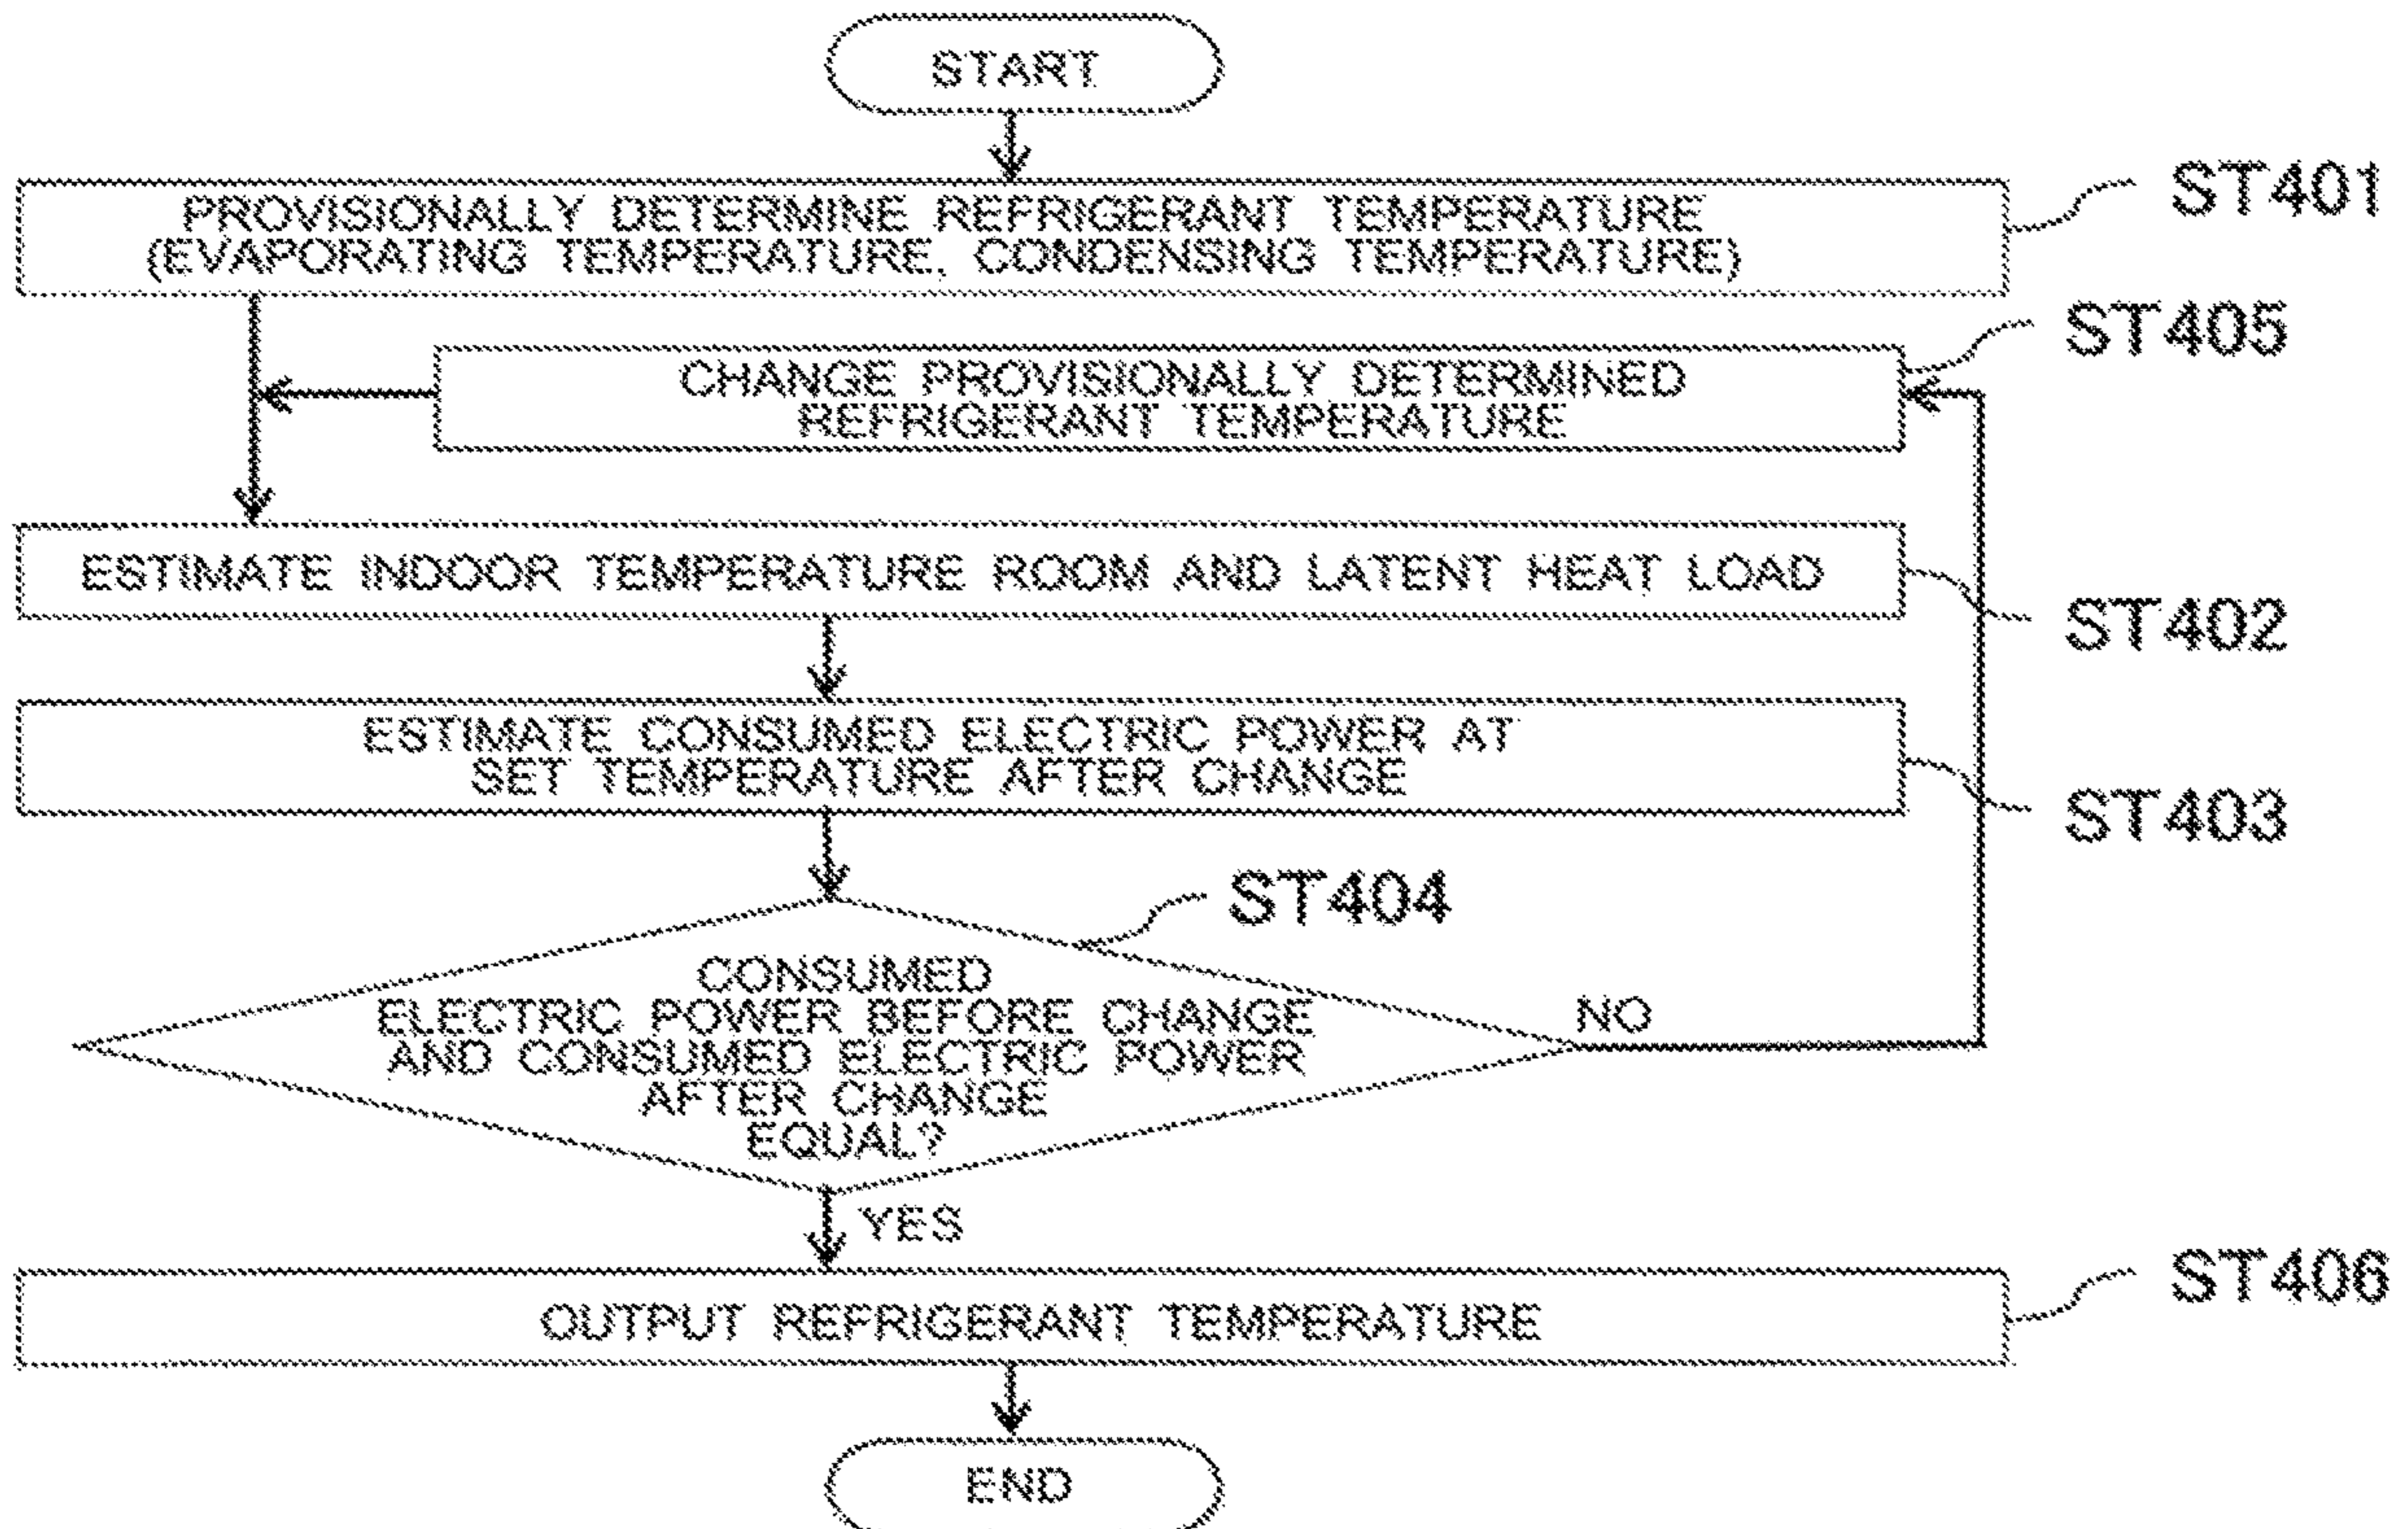 START
PROVISIONALLY DETERMINE REFRIGERANT TEMPERATURE
(EVAPORATING TEMPERATURE, CONDENSING TEMPERATURE)
ST401
CHANGE PROVISIONALLY DETERMINED
REFRIGERANT TEMPERATURE
ST405
ESTIMATE INDOOR TEMPERATURE ROOM AND LATENT HEAT LOAD
ST402
ESTIMATE CONSUMED ELECTRIC POWER AT
SET TEMPERATURE AFTER CHANGE
ST403
ST404
CONSUMED
ELECTRIC POWER BEFORE CHANGE
AND CONSUMED ELECTRIC POWER
AFTER CHANGE
EQUAL?
NO
YES
OUTPUT REFRIGERANT TEMPERATURE
ST406
END